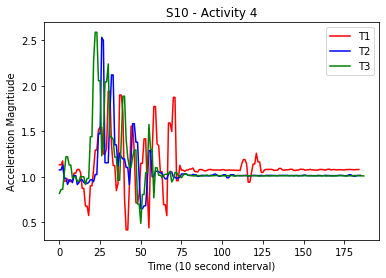 S10 - Activity 4
T1
T2
T3
Acceleration Magntiude
2.5
2.0
1.5
1.0
0.5
0
25
50
75
100
125
150
175
Time (10 second interval)